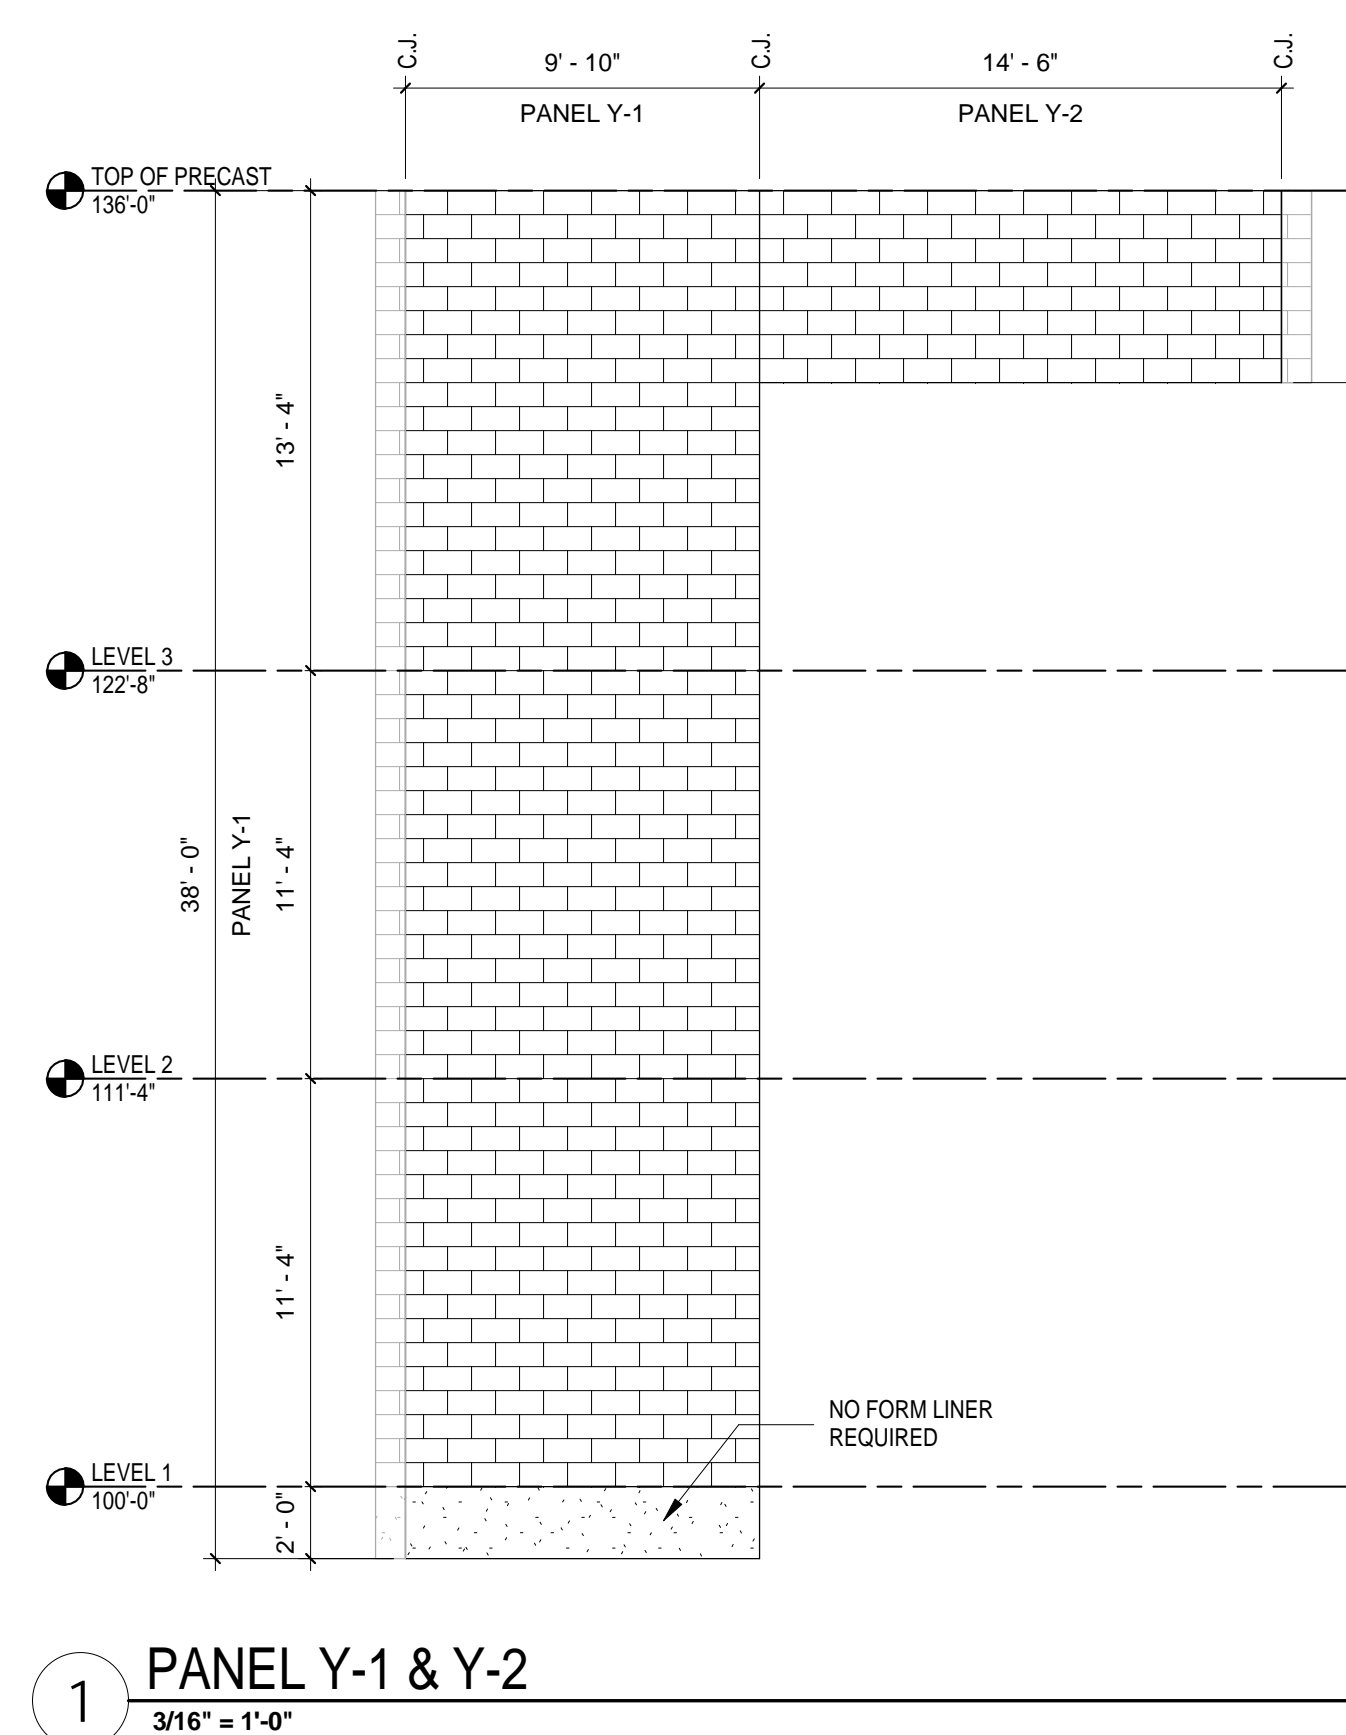 C.J.
9' - 10"
C.J.
14' - 6"
C.J.
PANEL Y-1
PANEL Y-2
TOP OF PRECAST
136'-0"
13' - 4"
LEVEL 3
122'-8"
38' - 0"
PANEL Y-1
11' - 4"
LEVEL 2
111'-4"
11' - 4"
NO FORM LINER
REQUIRED
LEVEL 1
100'-0"
2' - 0"
1
PANEL Y-1 & Y-2
3/16" = 1'-0"